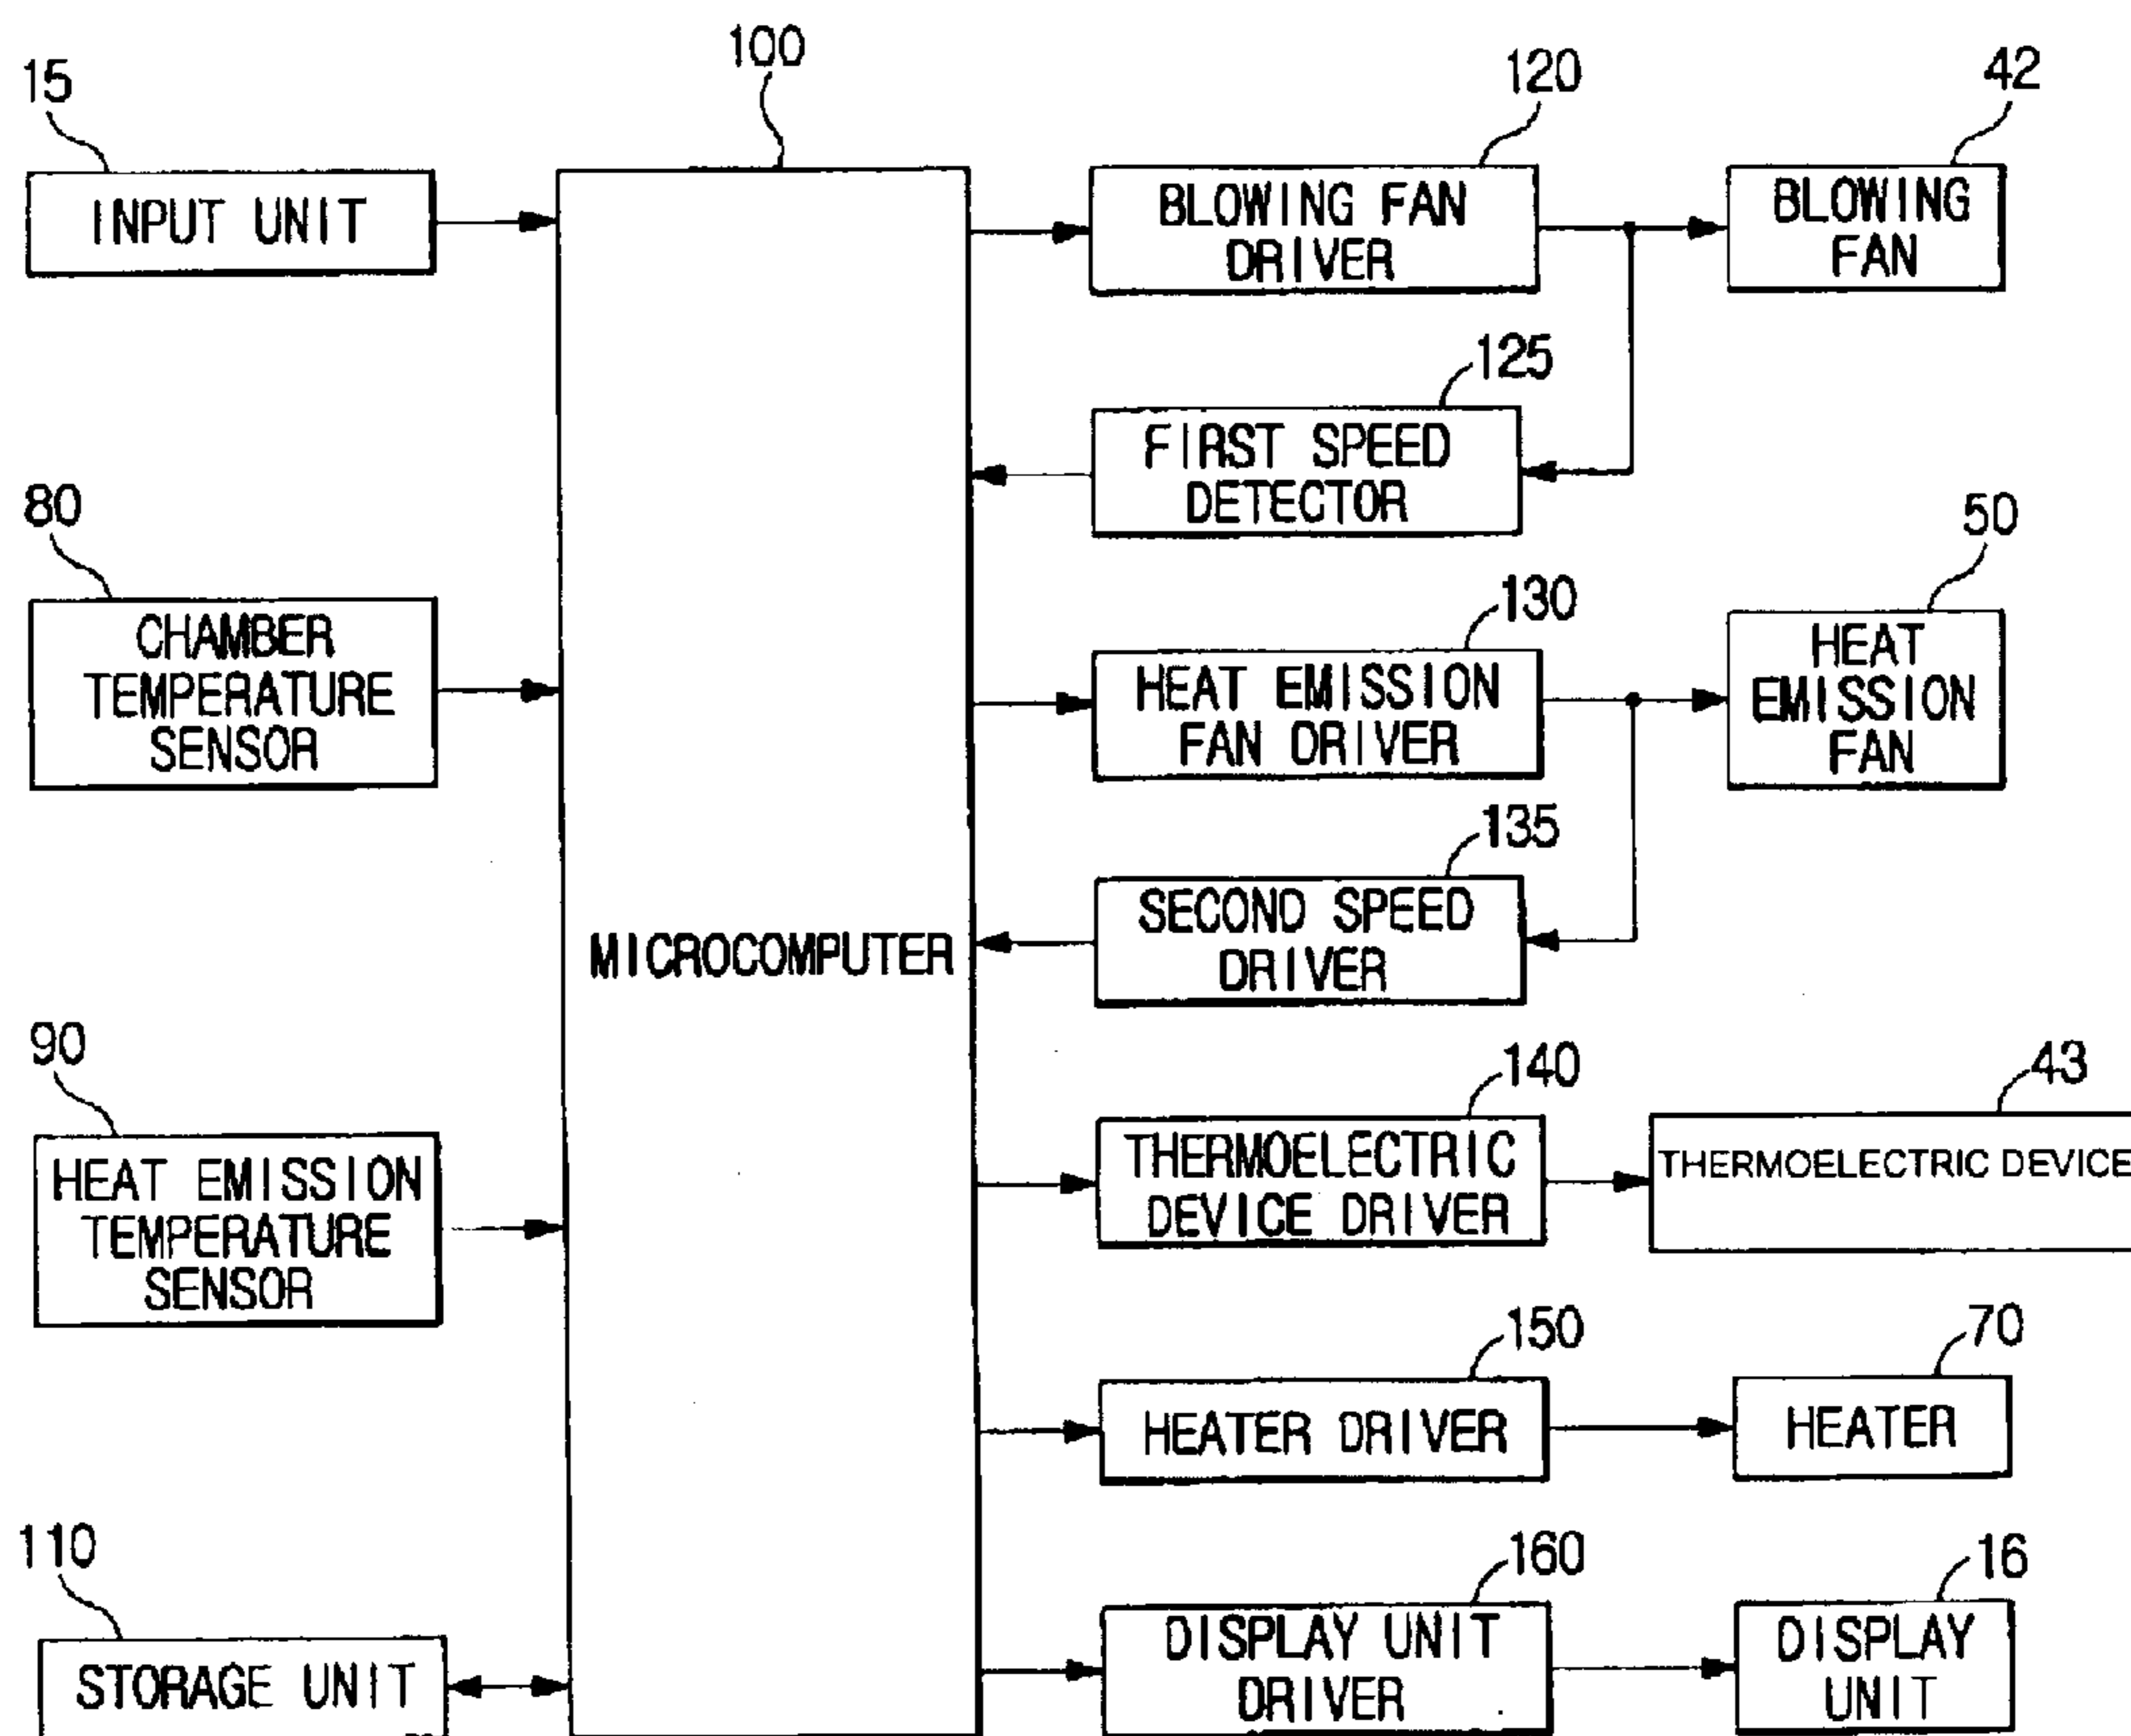 100
15
120
42
INPUT UNIT
BLOWING FAN
DRIVER
BLOWING
FAN
125
FIRST SPEED
DETECTOR
80
50
CHAMBER
TEMPERATURE
SENSOR
130
HEAT EMISSION
FAN DRIVER
HEAT
EMISSION
FAN
135
SECOND SPEED
DRIVER
MICROCOMPUTER
90
140
43
HEAT EMISSION
TEMPERATURE
SENSOR
THERMOELECTRIC
DEVICE DRIVER
THERMOELECTRIC DEVICE
150
70
HEATER DRIVER
HEATER
110
160
16
STORAGE UNIT
DISPLAY UNIT
DRIVER
DISPLAY
UNIT